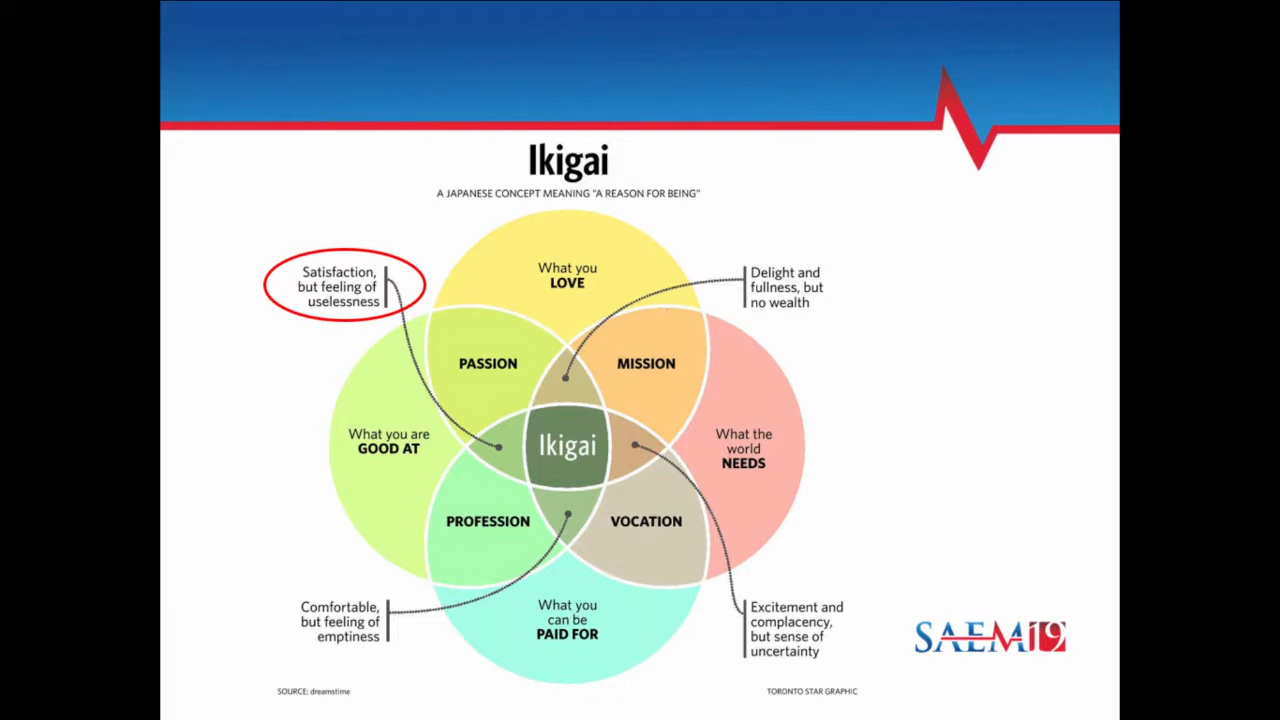 Ikigai
A JAPANESE CONCEPT MEANING “A REASON FOR BEING”
Satisfaction,
but feeling of
uselessness
What you
LOVE
Delight and
fullness, but
no wealth
PASSION
MISSION
What you are
GOOD AT
Ikigai
What the
world
NEEDS
PROFESSION
VOCATION
Comfortable,
but feeling of
emptiness
What you
can be
PAID FOR
Excitement and
complacency,
but sense of
uncertainty
SAEM19
SOURCE: dreamstime
TORONTO STAR GRAPHIC